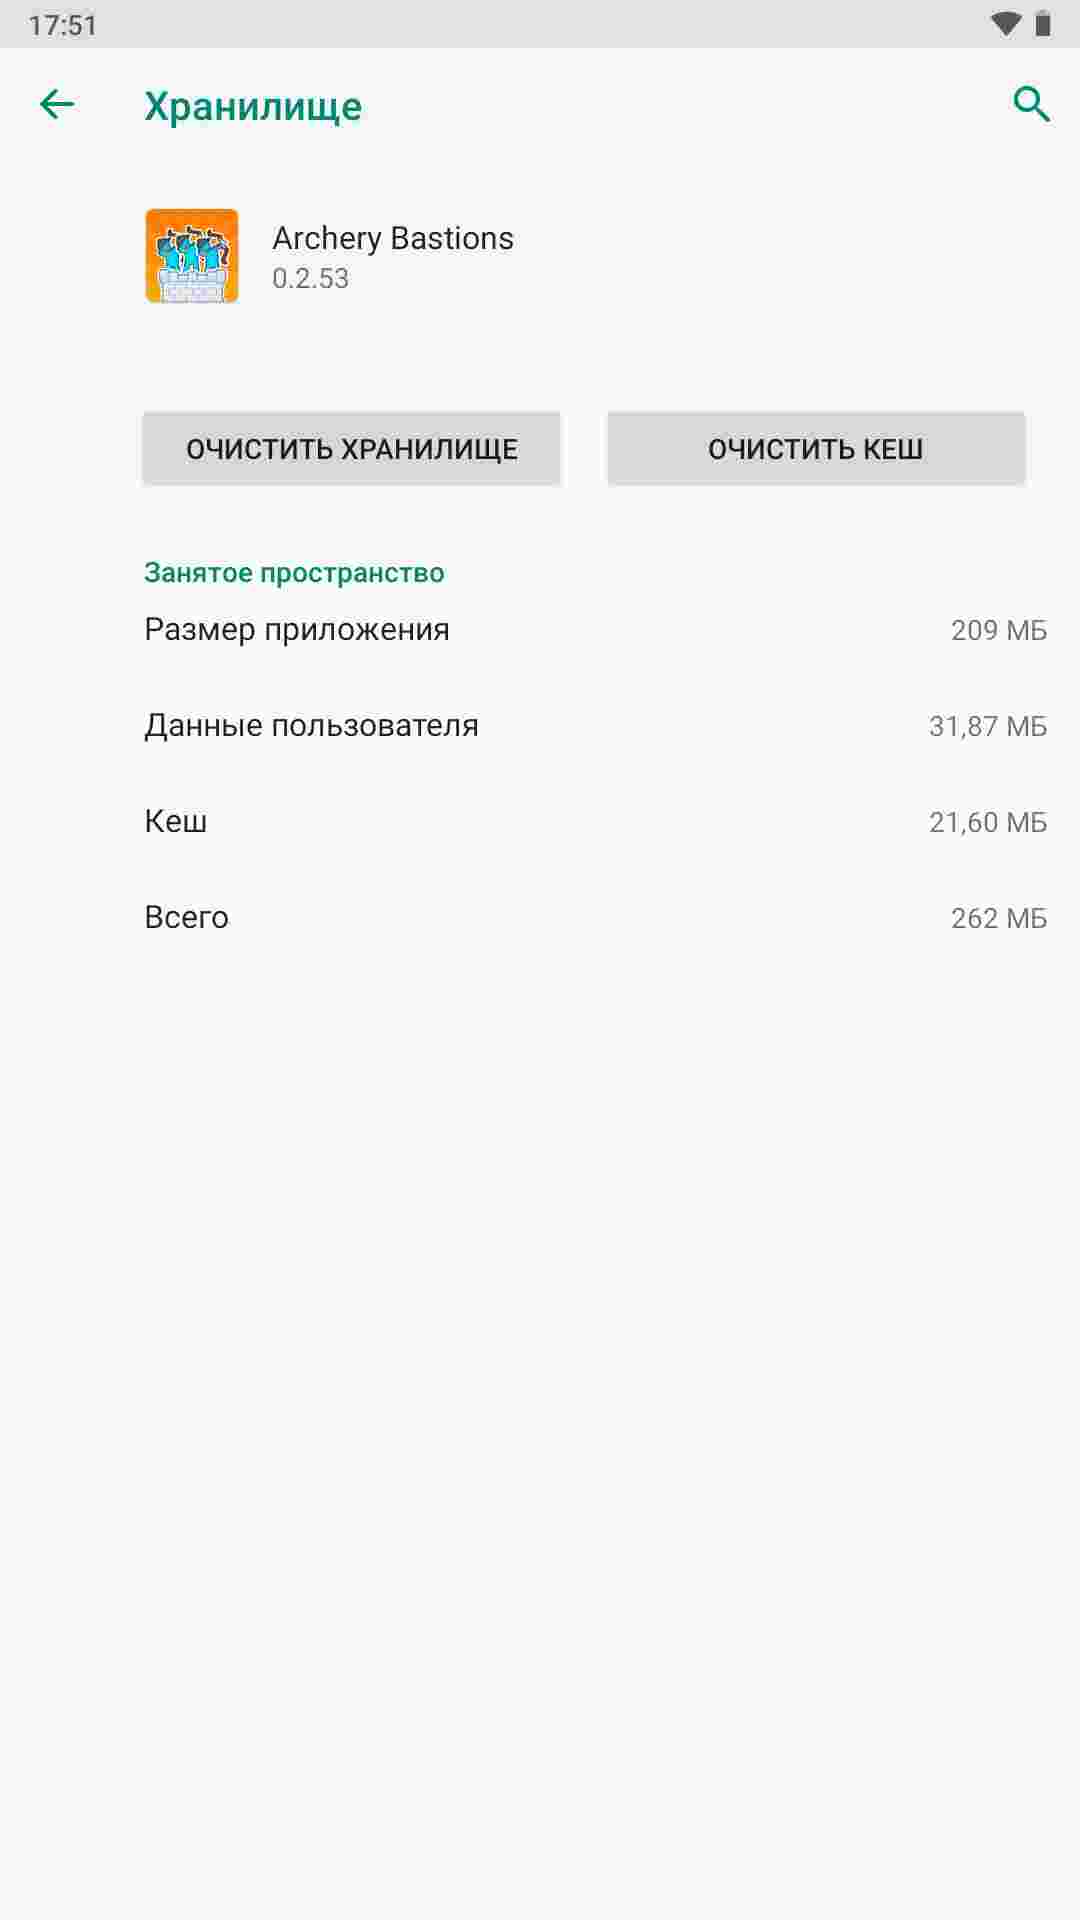 17:51
Хранилище
Archery Bastions
0.2.53
ОЧИСТИТЬ ХРАНИЛИЩЕ
ОЧИСТИТЬ КЕШ
Занятое пространство
Размер приложения 209 МБ
Данные пользователя 31,87 МБ
Кеш 21,60 МБ
Всего 262 МБ